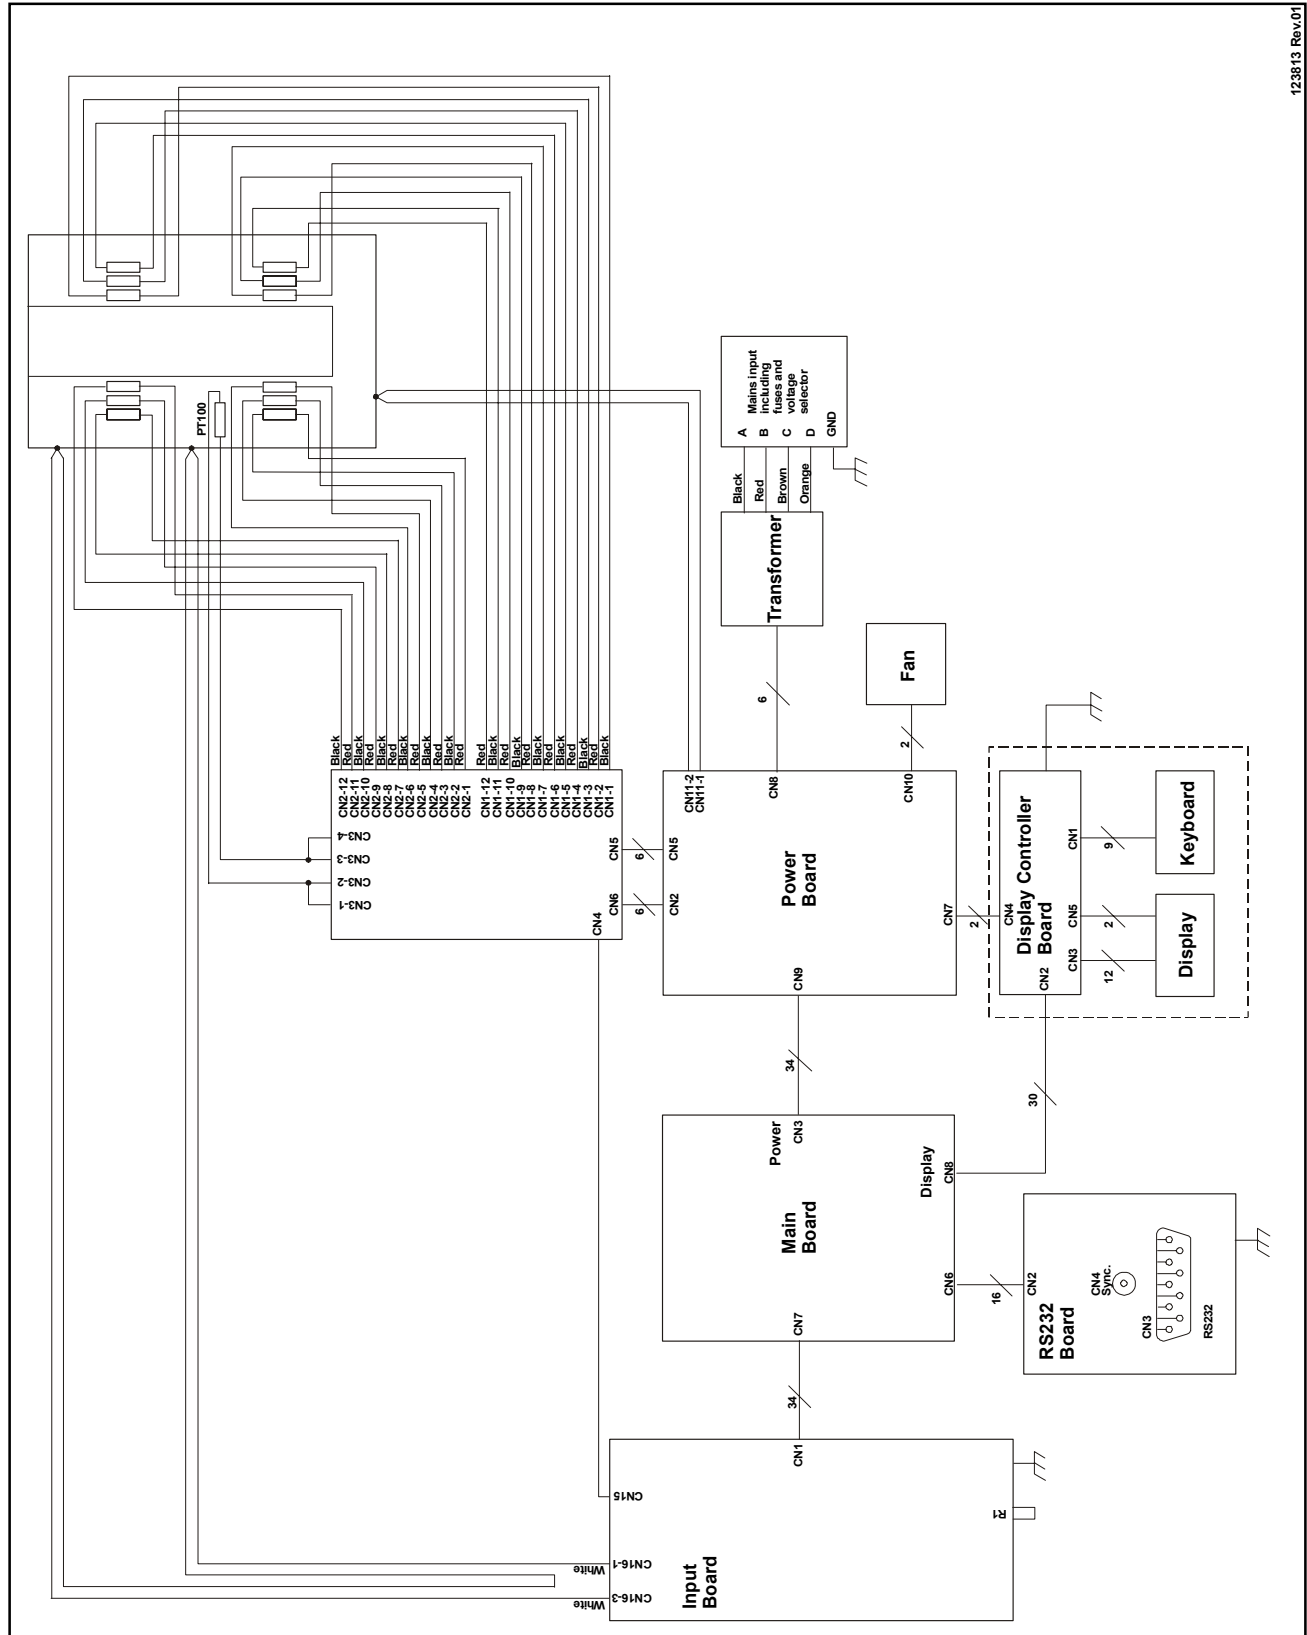 123813 Rev.01
PT100
Mains input
including
fuses and
voltage
selector
A
B
C
D
GND
Black
Red
Brown
Orange
Transformer
6
Fan
2
Black
Red
Black
Red
Black
Red
Black
Red
Black
Red
Black
Red
Red
Black
Red
Black
Red
Black
Red
Black
Red
Black
Red
Black
CN2-12
CN2-11
CN2-10
CN2-9
CN2-8
CN2-7
CN2-6
CN2-5
CN2-4
CN2-3
CN2-2
CN2-1
CN1-12
CN1-11
CN1-10
CN1-9
CN1-8
CN1-7
CN1-6
CN1-5
CN1-4
CN1-3
CN1-2
CN1-1
CN3-4
CN3-3
CN3-2
CN3-1
CN5
CN6
CN4
6
6
CN5
CN2
CN11-2
CN11-1
CN8
CN10
Power
Board
CN7
CN9
2
CN4
Display Controller
Board
CN1
CN5
CN3
CN2
9
2
12
Keyboard
Display
34
30
Power
CN3
Main
Board
Display
CN8
CN6
CN7
16
CN2
RS232
Board
CN4
Sync.
CN3
RS232
34
CN1
CN15
R1
White
CN16-1
White
CN16-3
Input
Board